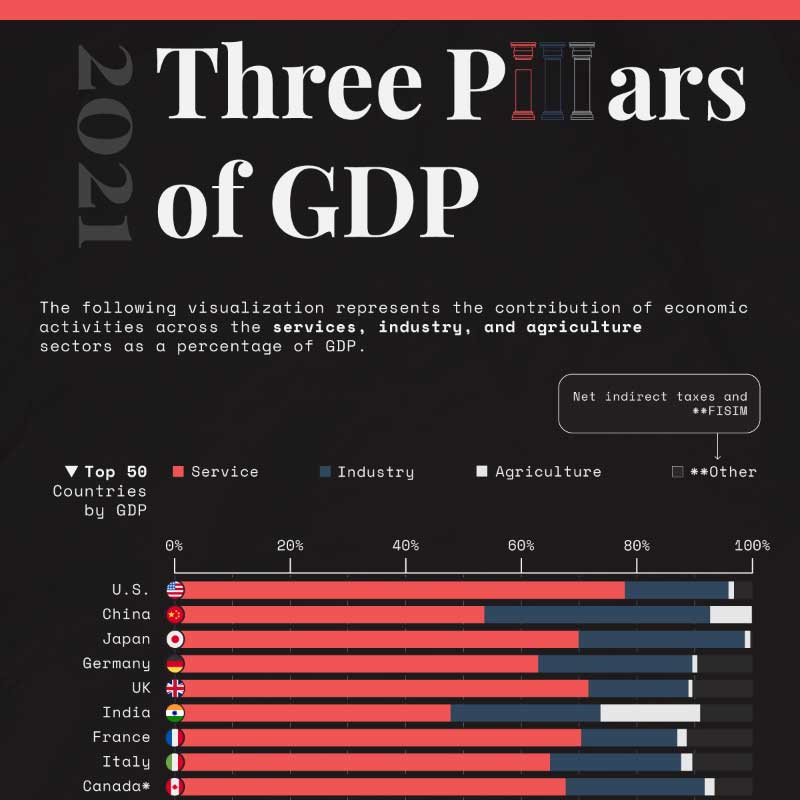 2021
Three Pillars
of GDP
The following visualization represents the contribution of economic
activities across the services, industry, and agriculture
sectors as a percentage of GDP.
Net indirect taxes and
**FISIM
▼ Top 50
Countries
by GDP
Service Industry Agriculture **Other
0% 20% 40% 60% 80% 100%
U.S.
China
Japan
Germany
UK
India
France
Italy
Canada*